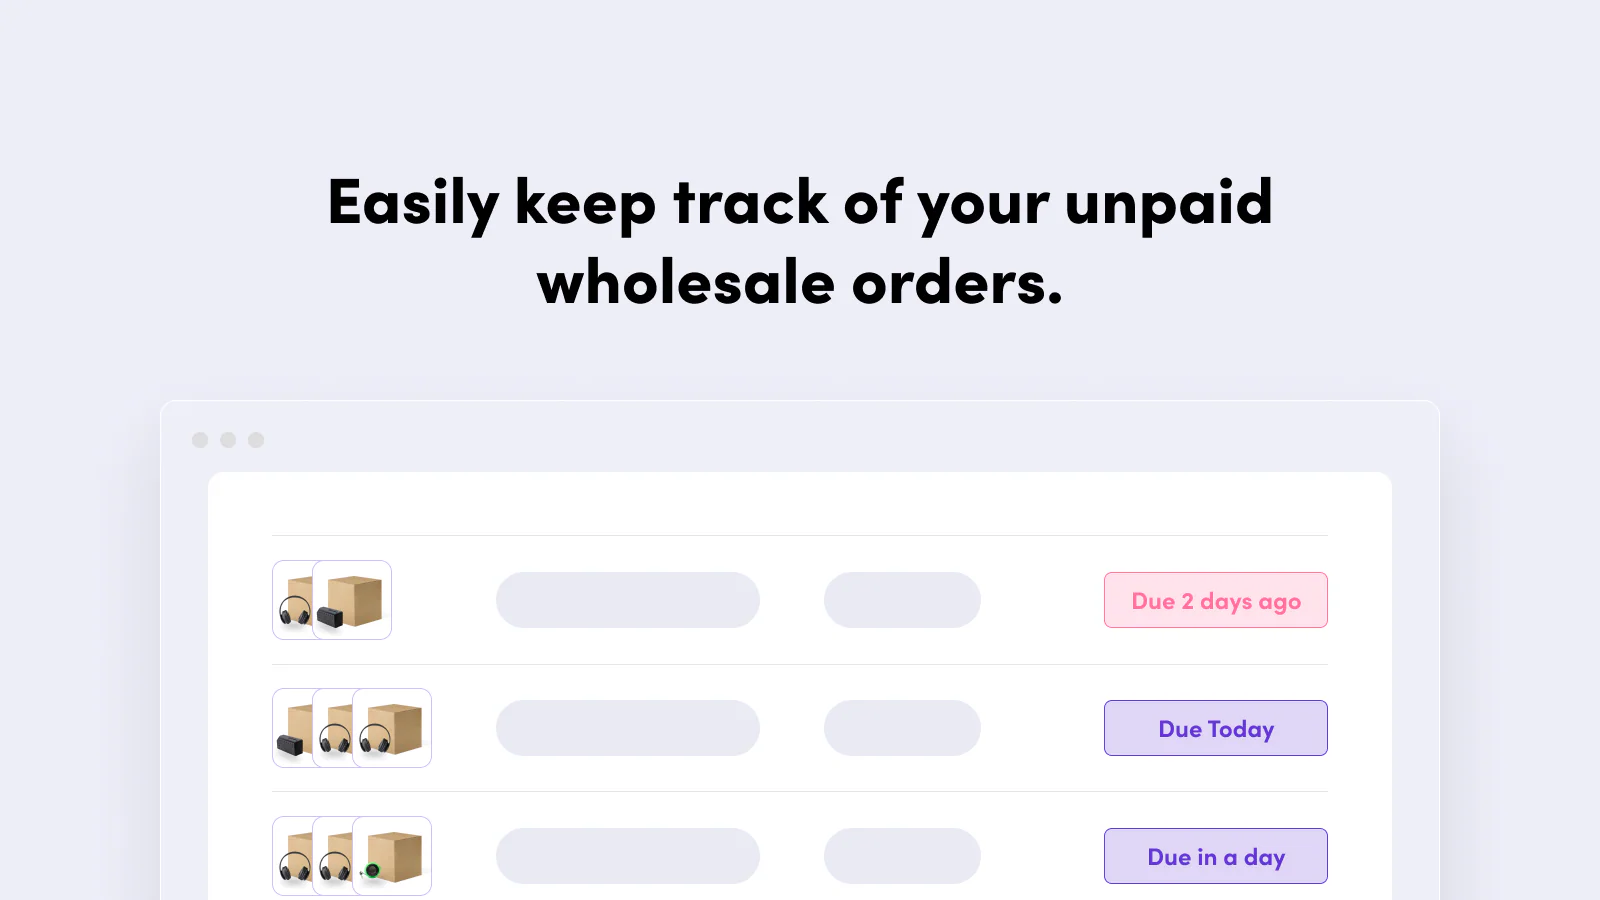 Easily keep track of your unpaid
wholesale orders.
Due 2 days ago
Due Today
Due in a day